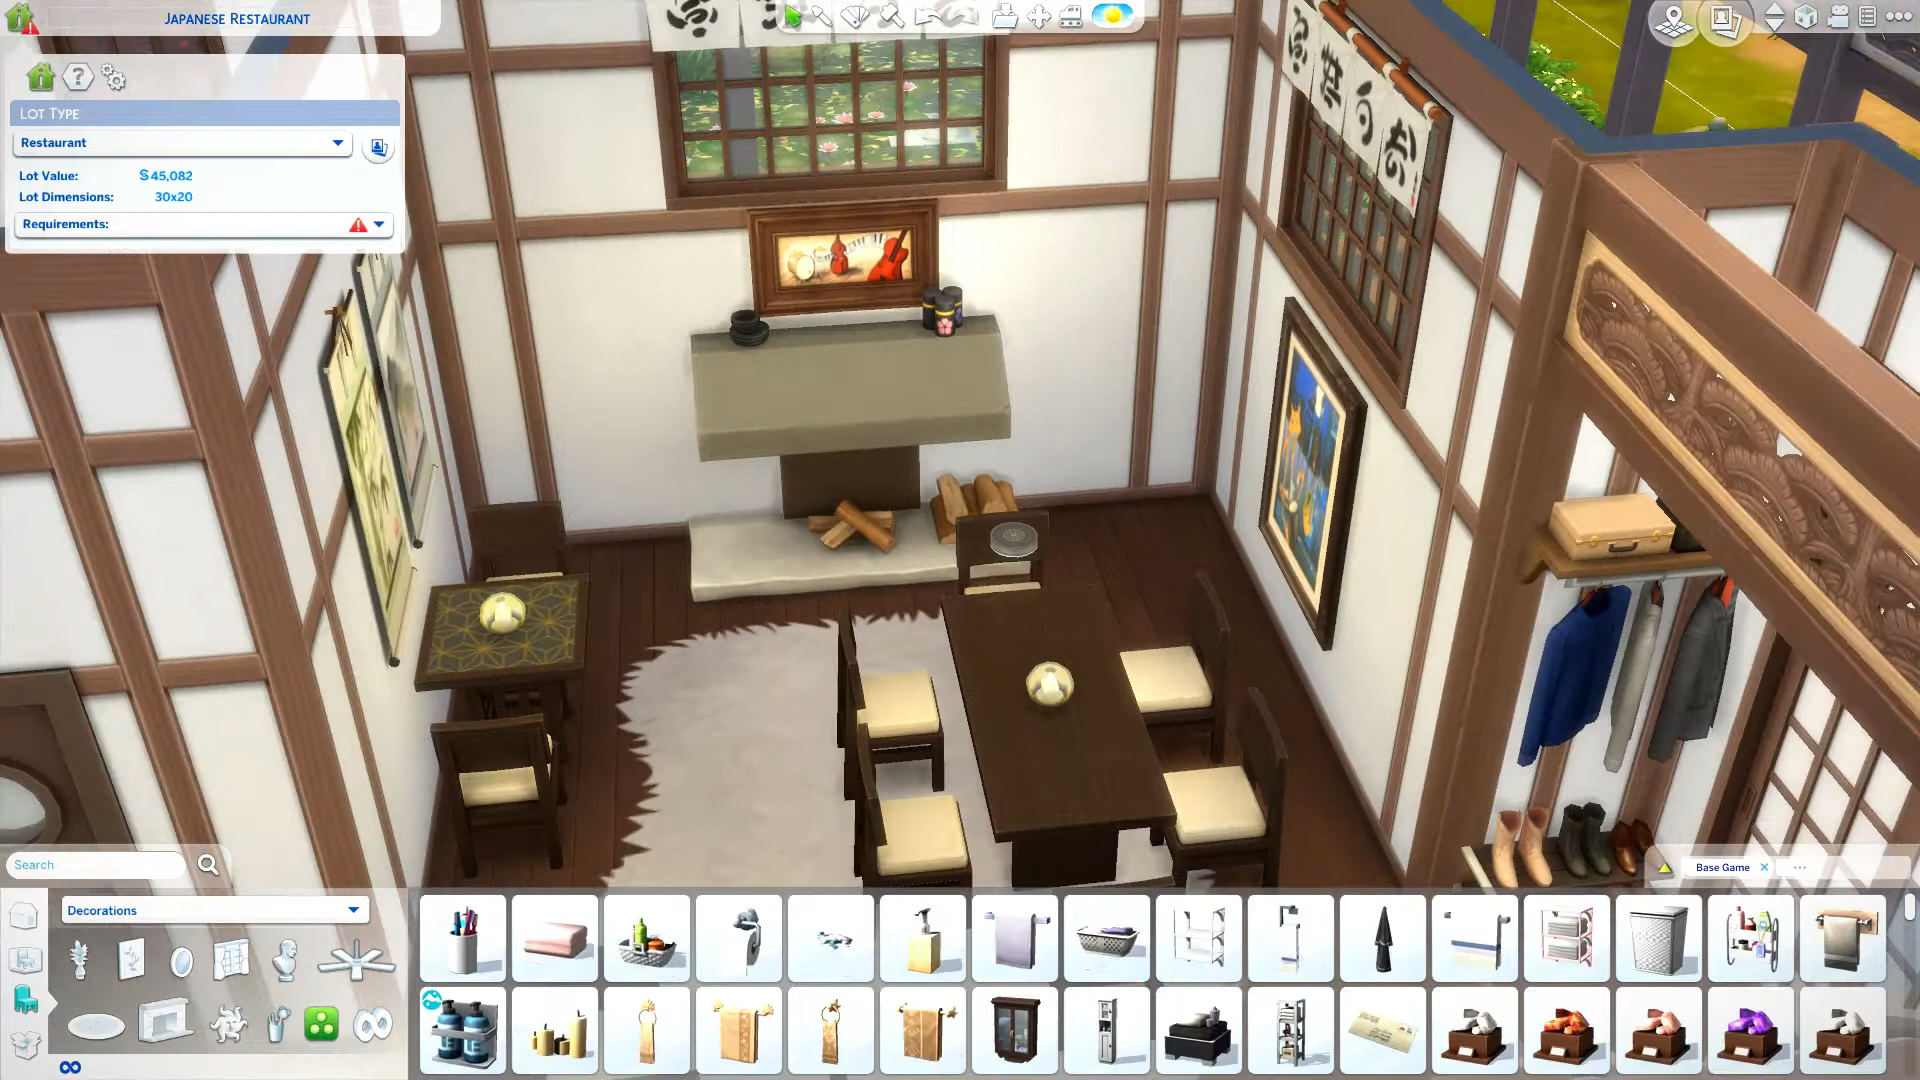 JAPANESE RESTAURANT
LOT TYPE
Restaurant
Lot Value: §45,082
Lot Dimensions: 30x20
Requirements:
Search
Decorations
Base Game